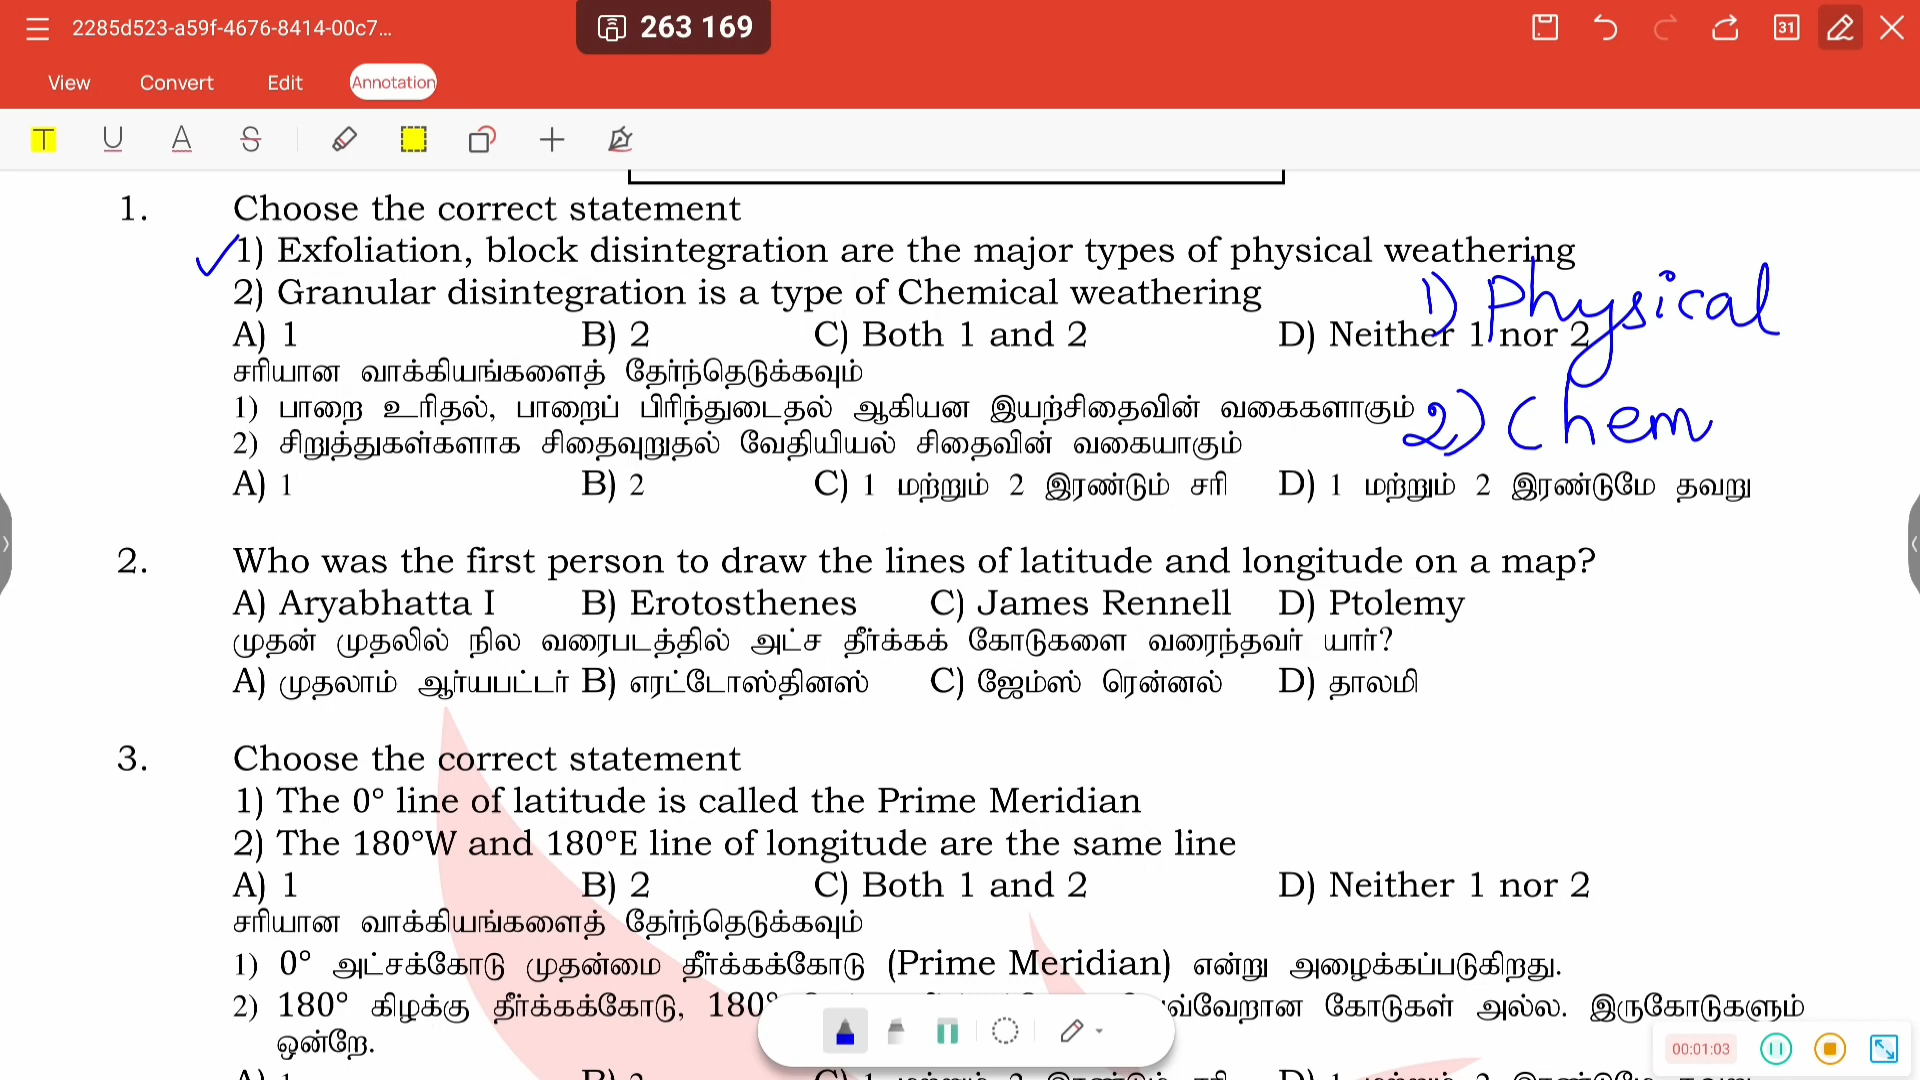 2285d523-a59f-4676-8414-00c7...
263 169
31
View Convert Edit Annotation
T U A S
1. Choose the correct statement
1) Exfoliation, block disintegration are the major types of physical weathering
2) Granular disintegration is a type of Chemical weathering
1) Physical
A) 1 B) 2 C) Both 1 and 2 D) Neither 1 nor 2
சரியான வாக்கியங்களைத் தேர்ந்தெடுக்கவும்
1) பாறை உரிதல், பாறைப் பிரிந்துடைதல் ஆகியன இயற்சிதைவின் வகைகளாகும்
2) Chem
2) சிறுத்துகள்களாக சிதைவுறுதல் வேதியியல் சிதைவின் வகையாகும்
A) 1 B) 2 C) 1 மற்றும் 2 இரண்டும் சரி D) 1 மற்றும் 2 இரண்டுமே தவறு
2. Who was the first person to draw the lines of latitude and longitude on a map?
A) Aryabhatta I B) Erotosthenes C) James Rennell D) Ptolemy
முதன் முதலில் நில வரைபடத்தில் அட்ச தீர்க்கக் கோடுகளை வரைந்தவர் யார்?
A) முதலாம் ஆர்யபட்டர் B) எரட்டோஸ்தினஸ் C) ஜேம்ஸ் ரென்னல் D) தாலமி
3. Choose the correct statement
1) The 0° line of latitude is called the Prime Meridian
2) The 180°W and 180°E line of longitude are the same line
A) 1 B) 2 C) Both 1 and 2 D) Neither 1 nor 2
சரியான வாக்கியங்களைத் தேர்ந்தெடுக்கவும்
1) 0° அட்சக்கோடு முதன்மை தீர்க்கக்கோடு (Prime Meridian) என்று அழைக்கப்படுகிறது.
2) 180° கிழக்கு தீர்க்கக்கோடு, 180° வ்வேறான கோடுகள் அல்ல. இருகோடுகளும்
ஒன்றே.
00:01:03